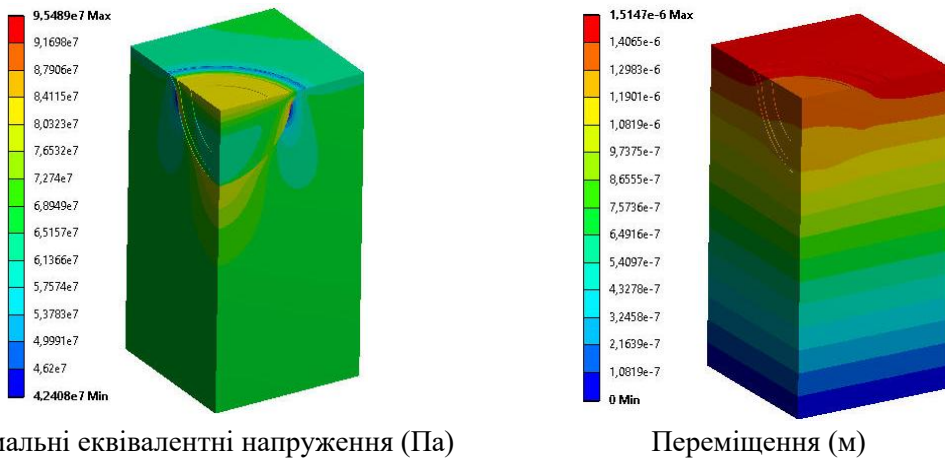 9,5489e7 Max
9,1698e7
8,7906e7
8,4115e7
8,0323e7
7,6532e7
7,274e7
6,8949e7
6,5157e7
6,1366e7
5,7574e7
5,3783e7
4,9991e7
4,62e7
4,2408e7 Min
мальні еквівалентні напруження (Па)
1,5147e-6 Max
1,4065e-6
1,2983e-6
1,1901e-6
1,0819e-6
9,7375e-7
8,6555e-7
7,5736e-7
6,4916e-7
5,4097e-7
4,3278e-7
3,2458e-7
2,1639e-7
1,0819e-7
0 Min
Переміщення (м)